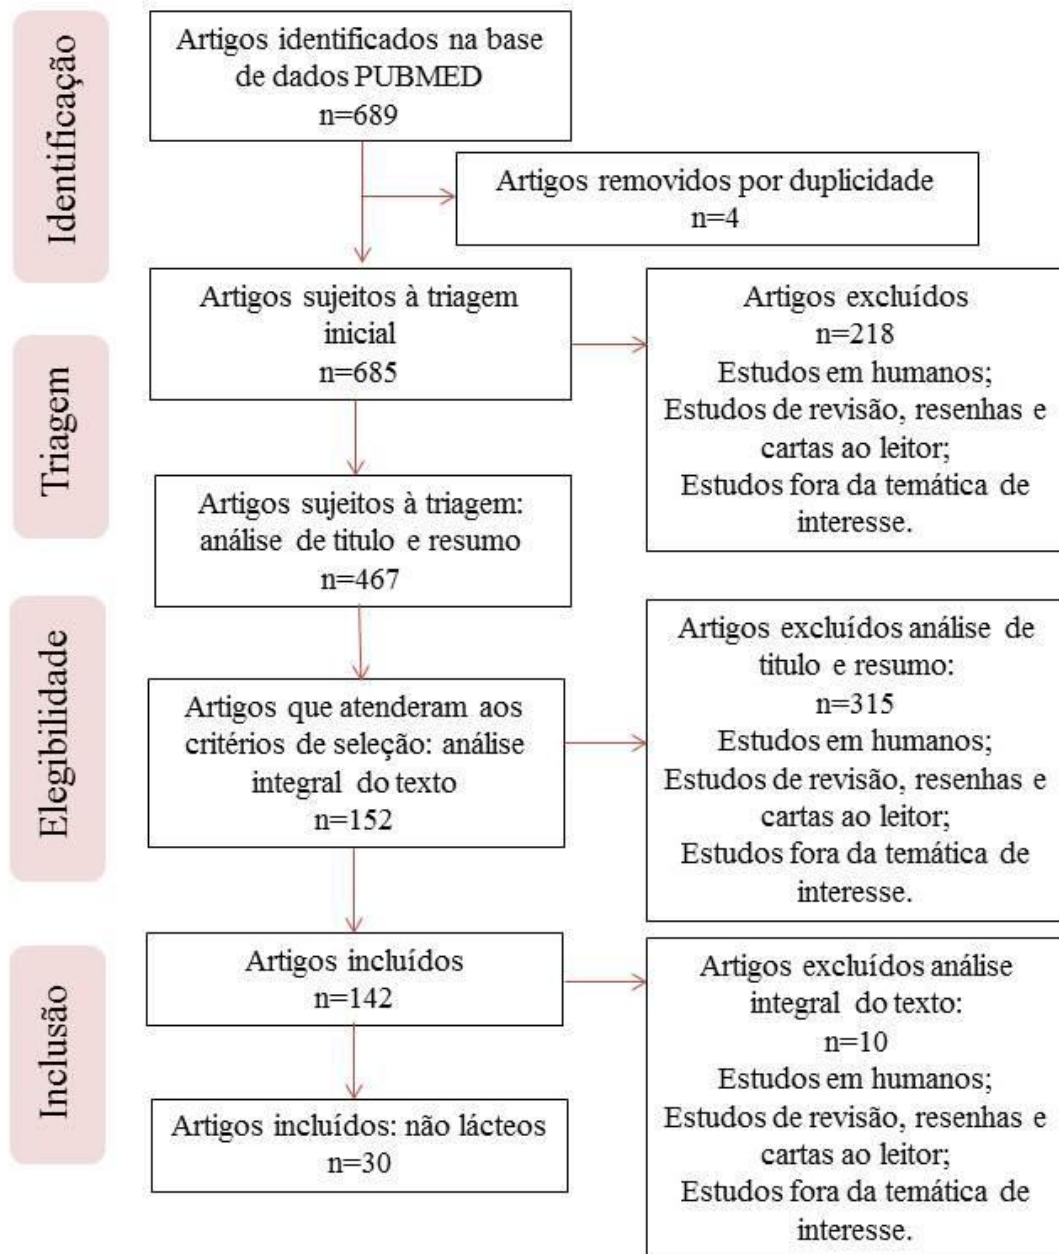 Identificação
Artigos identificados na base
de dados PUBMED
n=689
Artigos removidos por duplicidade
n=4
Triagem
Artigos sujeitos à triagem
inicial
n=685
Artigos excluídos
n=218
Estudos em humanos;
Estudos de revisão, resenhas e
cartas ao leitor;
Estudos fora da temática de
interesse.
Artigos sujeitos à triagem:
análise de titulo e resumo
n=467
Elegibilidade
Artigos que atenderam aos
critérios de seleção: análise
integral do texto
n=152
Artigos excluídos análise de
titulo e resumo:
n=315
Estudos em humanos;
Estudos de revisão, resenhas e
cartas ao leitor;
Estudos fora da temática de
interesse.
Inclusão
Artigos incluídos
n=142
Artigos excluídos análise
integral do texto:
n=10
Estudos em humanos;
Estudos de revisão, resenhas e
cartas ao leitor;
Estudos fora da temática de
interesse.
Artigos incluídos: não lácteos
n=30